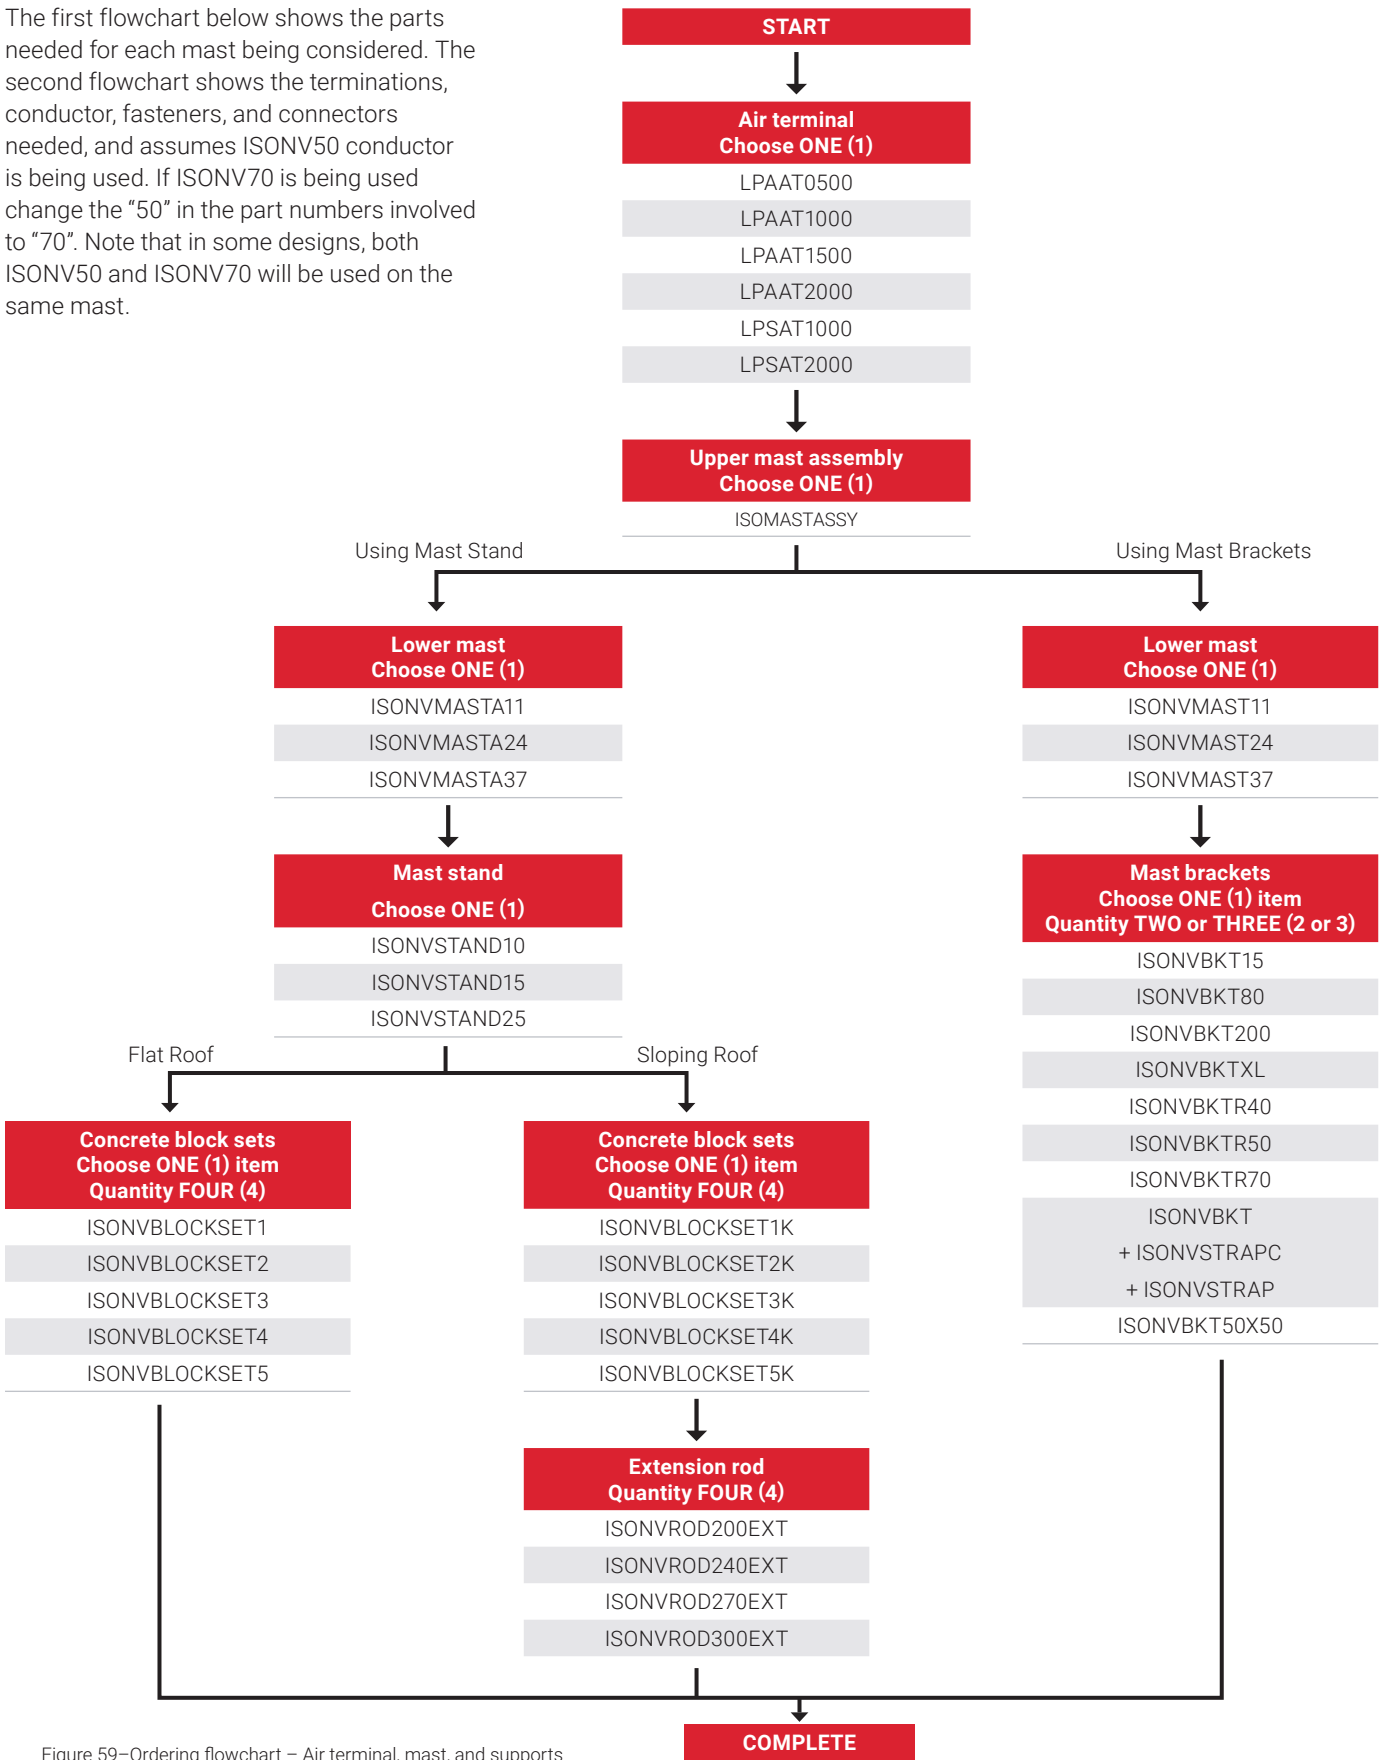 The first flowchart below shows the parts
needed for each mast being considered. The
second flowchart shows the terminations,
conductor, fasteners, and connectors
needed, and assumes ISONV50 conductor
is being used. If ISONV70 is being used
change the “50” in the part numbers involved
to “70”. Note that in some designs, both
ISONV50 and ISONV70 will be used on the
same mast.
START
Air terminal
Choose ONE (1)
LPAAT0500
LPAAT1000
LPAAT1500
LPAAT2000
LPSAT1000
LPSAT2000
Upper mast assembly
Choose ONE (1)
ISOMASTASSY
Using Mast Stand
Using Mast Brackets
Lower mast
Choose ONE (1)
ISONVMASTA11
ISONVMASTA24
ISONVMASTA37
Lower mast
Choose ONE (1)
ISONVMAST11
ISONVMAST24
ISONVMAST37
Mast stand
Choose ONE (1)
ISONVSTAND10
ISONVSTAND15
ISONVSTAND25
Mast brackets
Choose ONE (1) item
Quantity TWO or THREE (2 or 3)
ISONVBKT15
ISONVBKT80
ISONVBKT200
ISONVBKTXL
ISONVBKTR40
ISONVBKTR50
ISONVBKTR70
ISONVBKT
+ ISONVSTRAPC
+ ISONVSTRAP
ISONVBKT50X50
Flat Roof
Sloping Roof
Concrete block sets
Choose ONE (1) item
Quantity FOUR (4)
ISONVBLOCKSET1
ISONVBLOCKSET2
ISONVBLOCKSET3
ISONVBLOCKSET4
ISONVBLOCKSET5
Concrete block sets
Choose ONE (1) item
Quantity FOUR (4)
ISONVBLOCKSET1K
ISONVBLOCKSET2K
ISONVBLOCKSET3K
ISONVBLOCKSET4K
ISONVBLOCKSET5K
Extension rod
Quantity FOUR (4)
ISONVROD200EXT
ISONVROD240EXT
ISONVROD270EXT
ISONVROD300EXT
COMPLETE
Figure 59–Ordering flowchart – Air terminal, mast, and supports